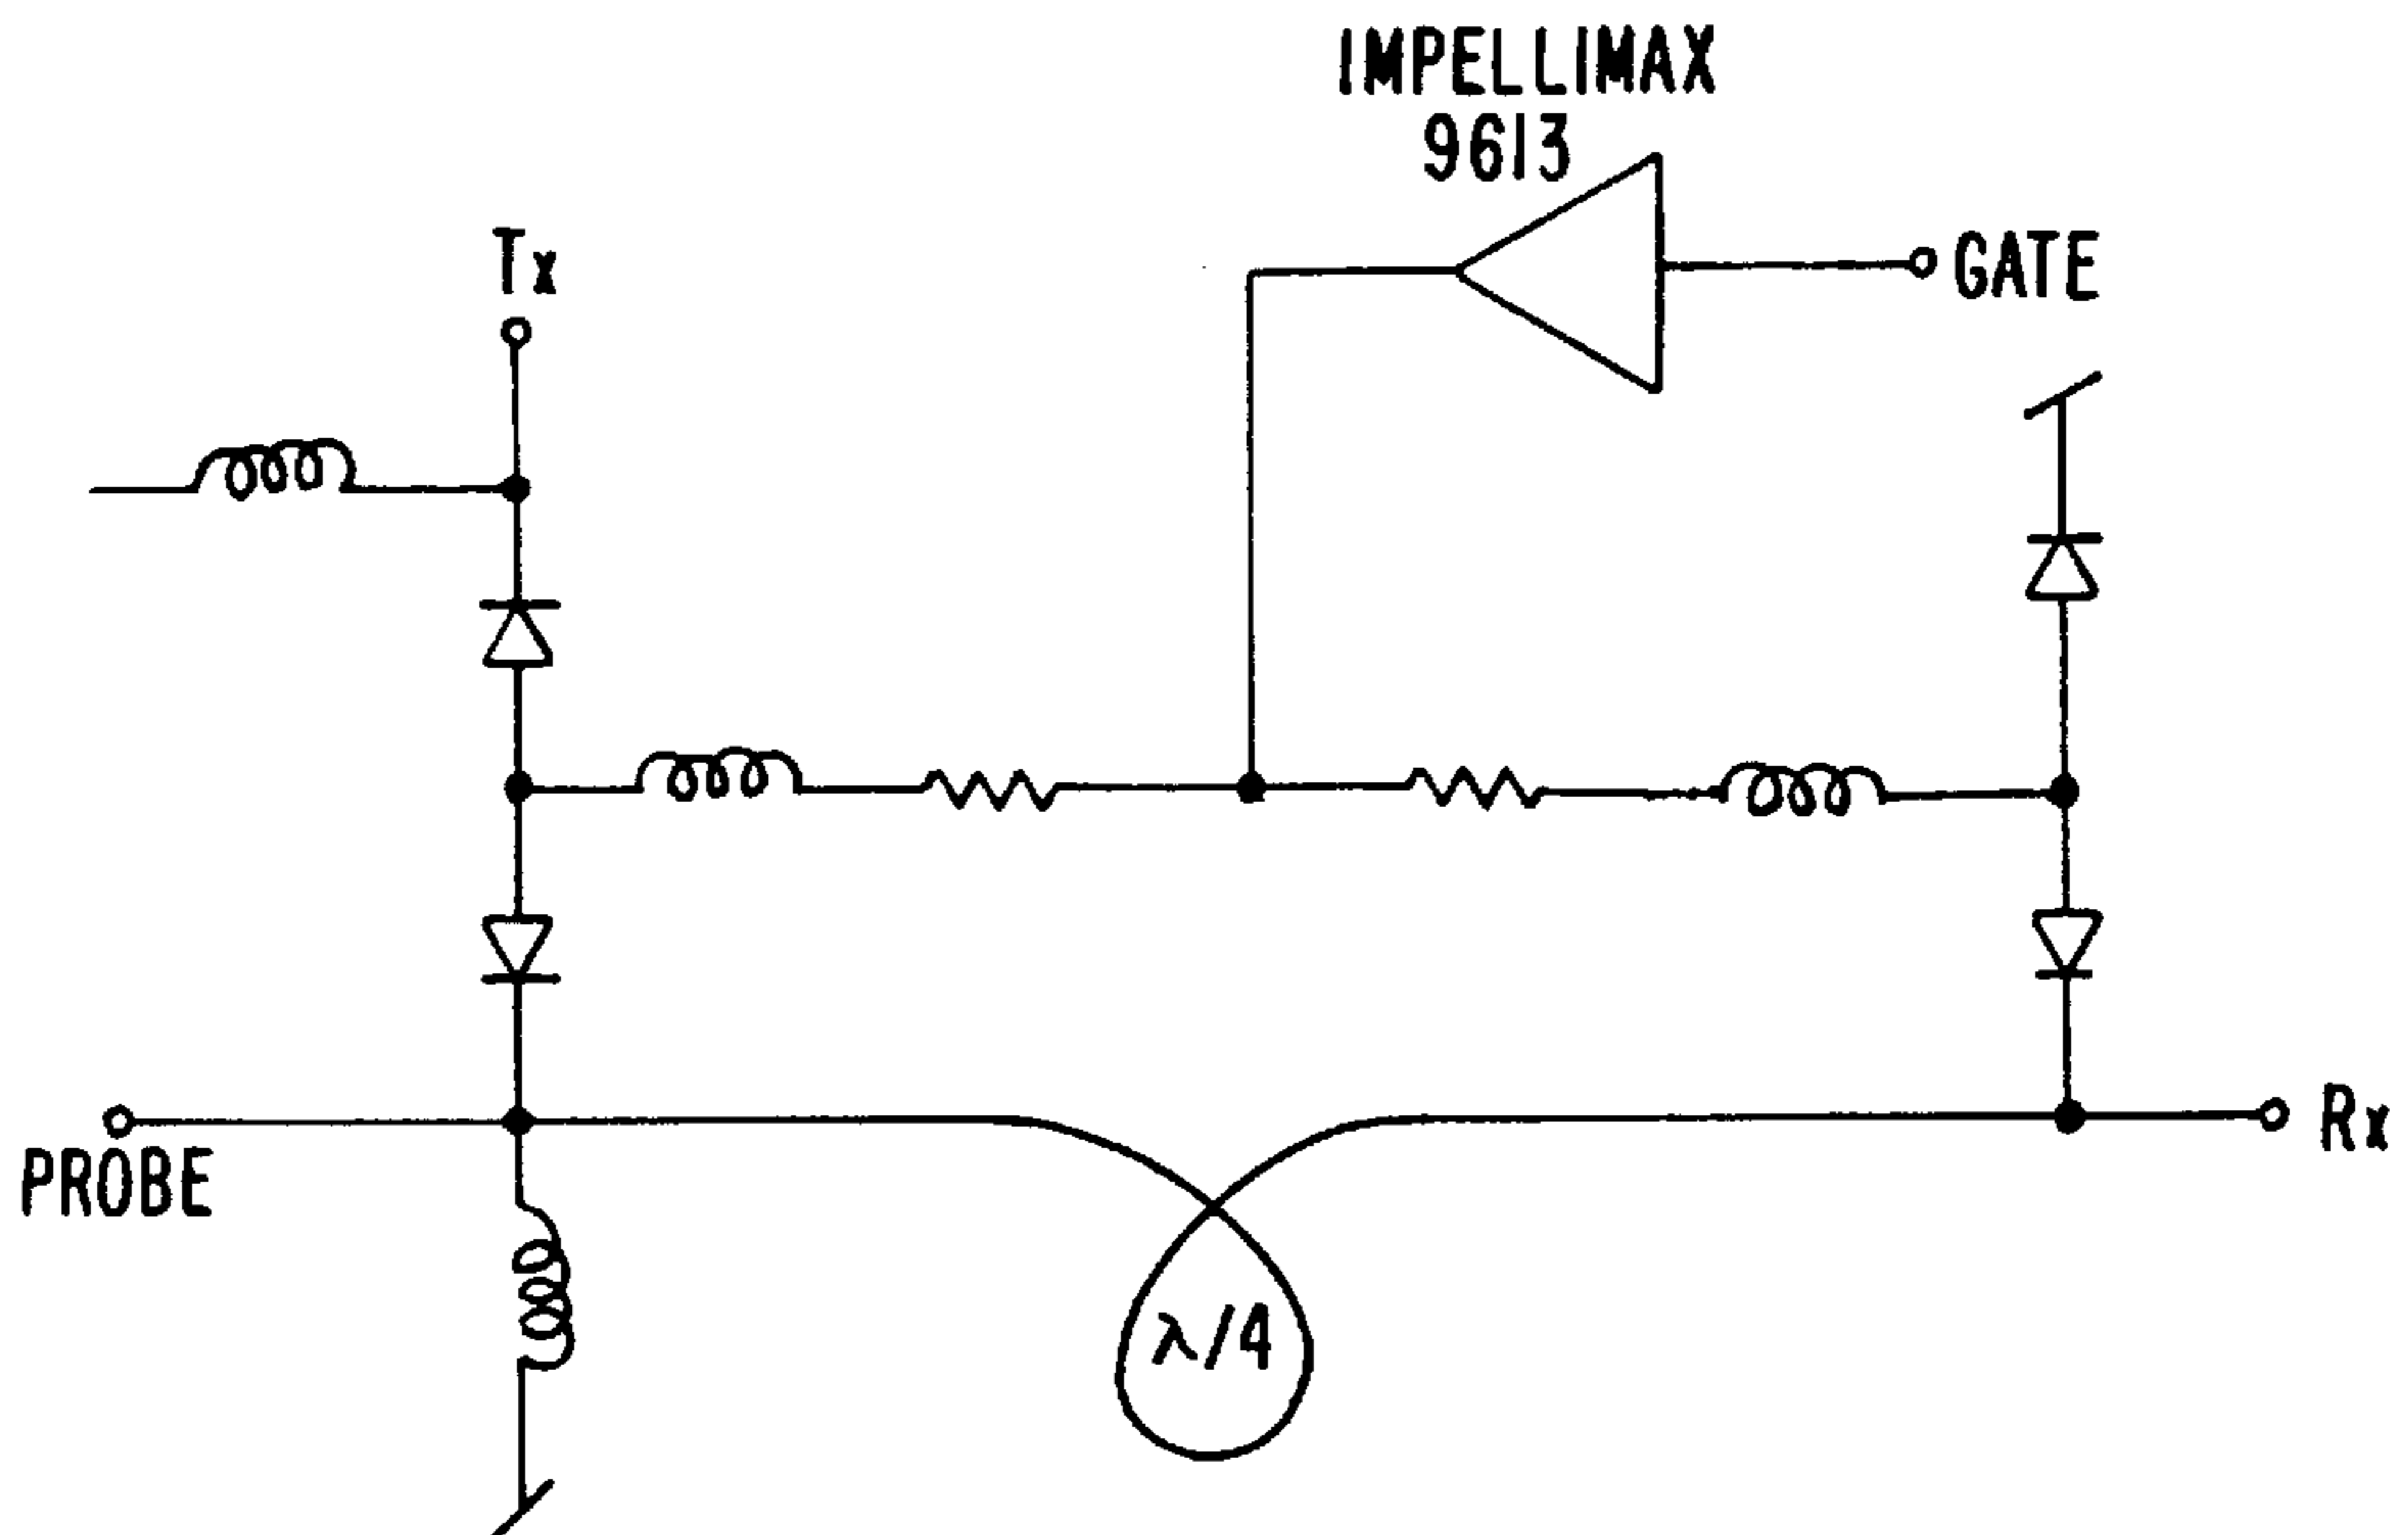 IMPELLIMAX
9613
Tx
GATE
PROBE
Rx
λ/4